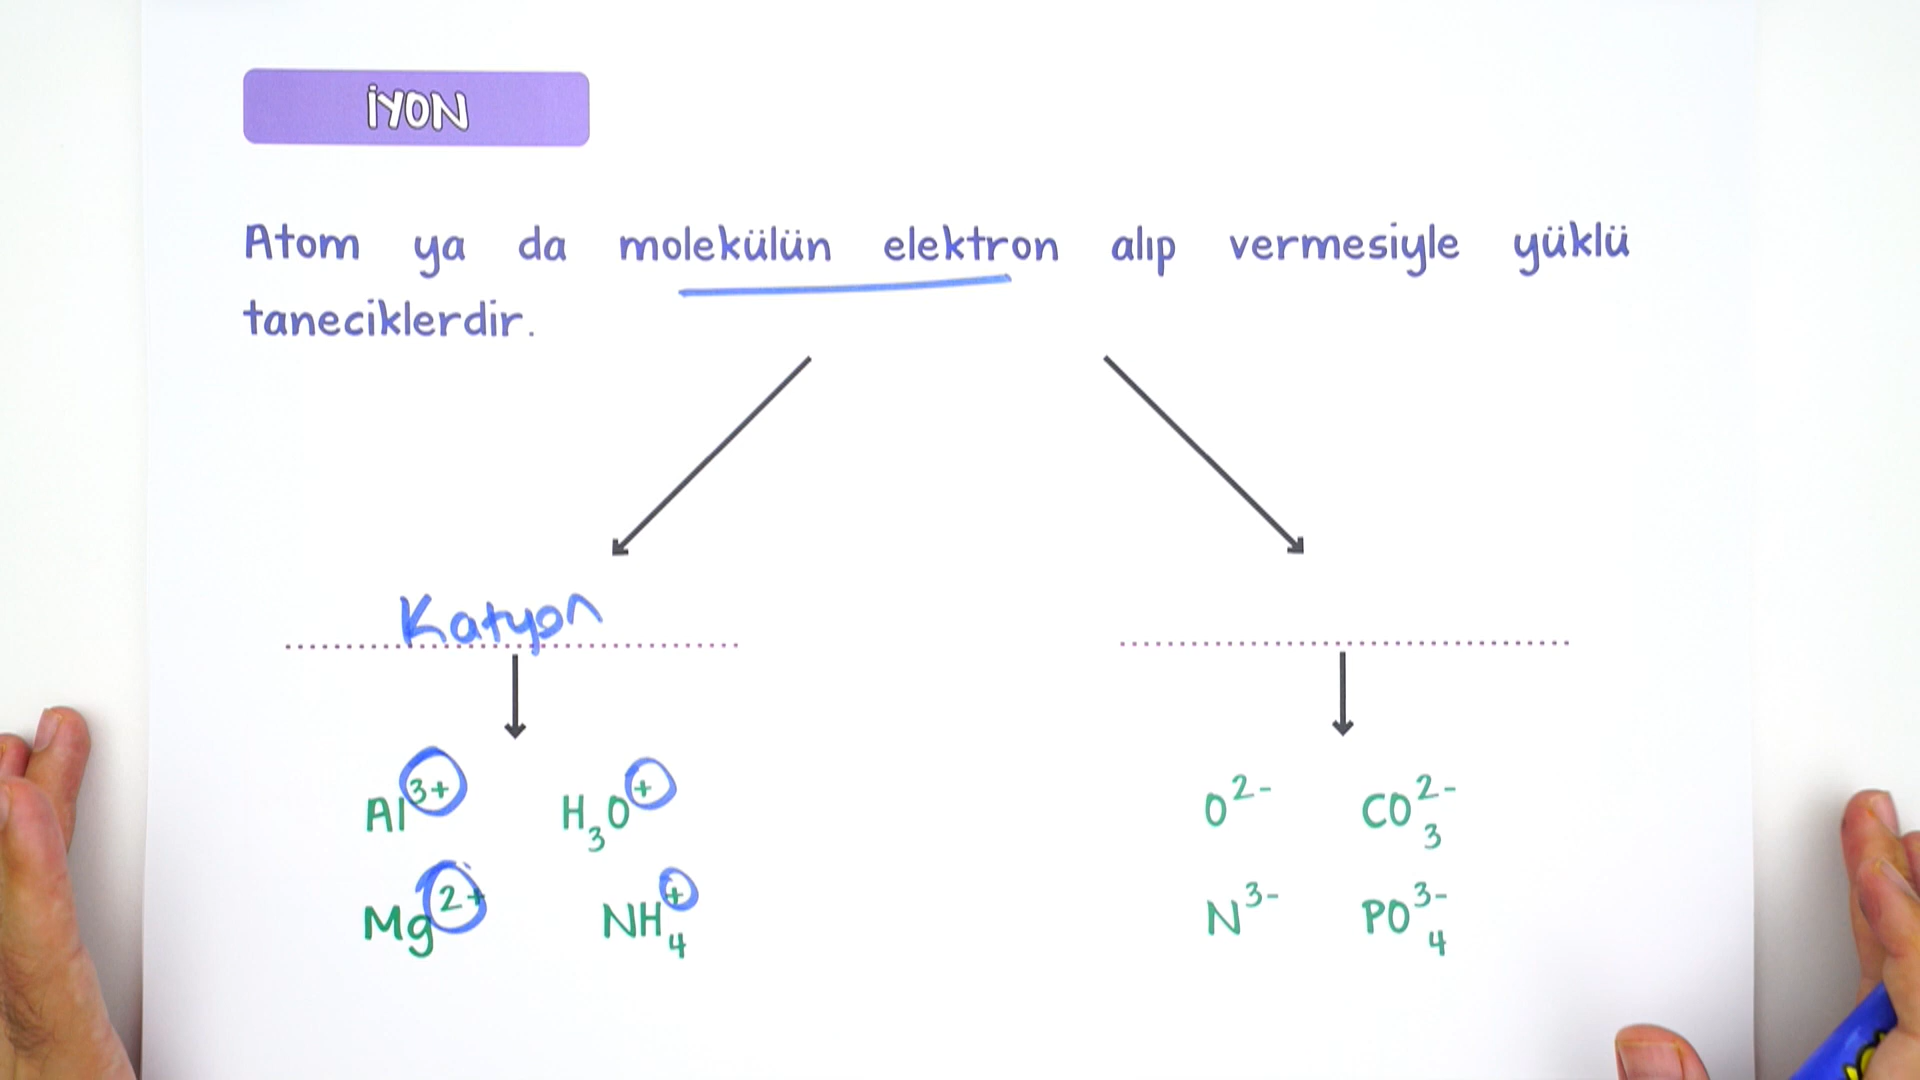 İYON
Atom ya da molekülün elektron alıp vermesiyle yüklü
taneciklerdir.
Katyon
Al³⁺ H₃O⁺ O²⁻ CO₃²⁻
Mg²⁺ NH₄⁺ N³⁻ PO₄³⁻